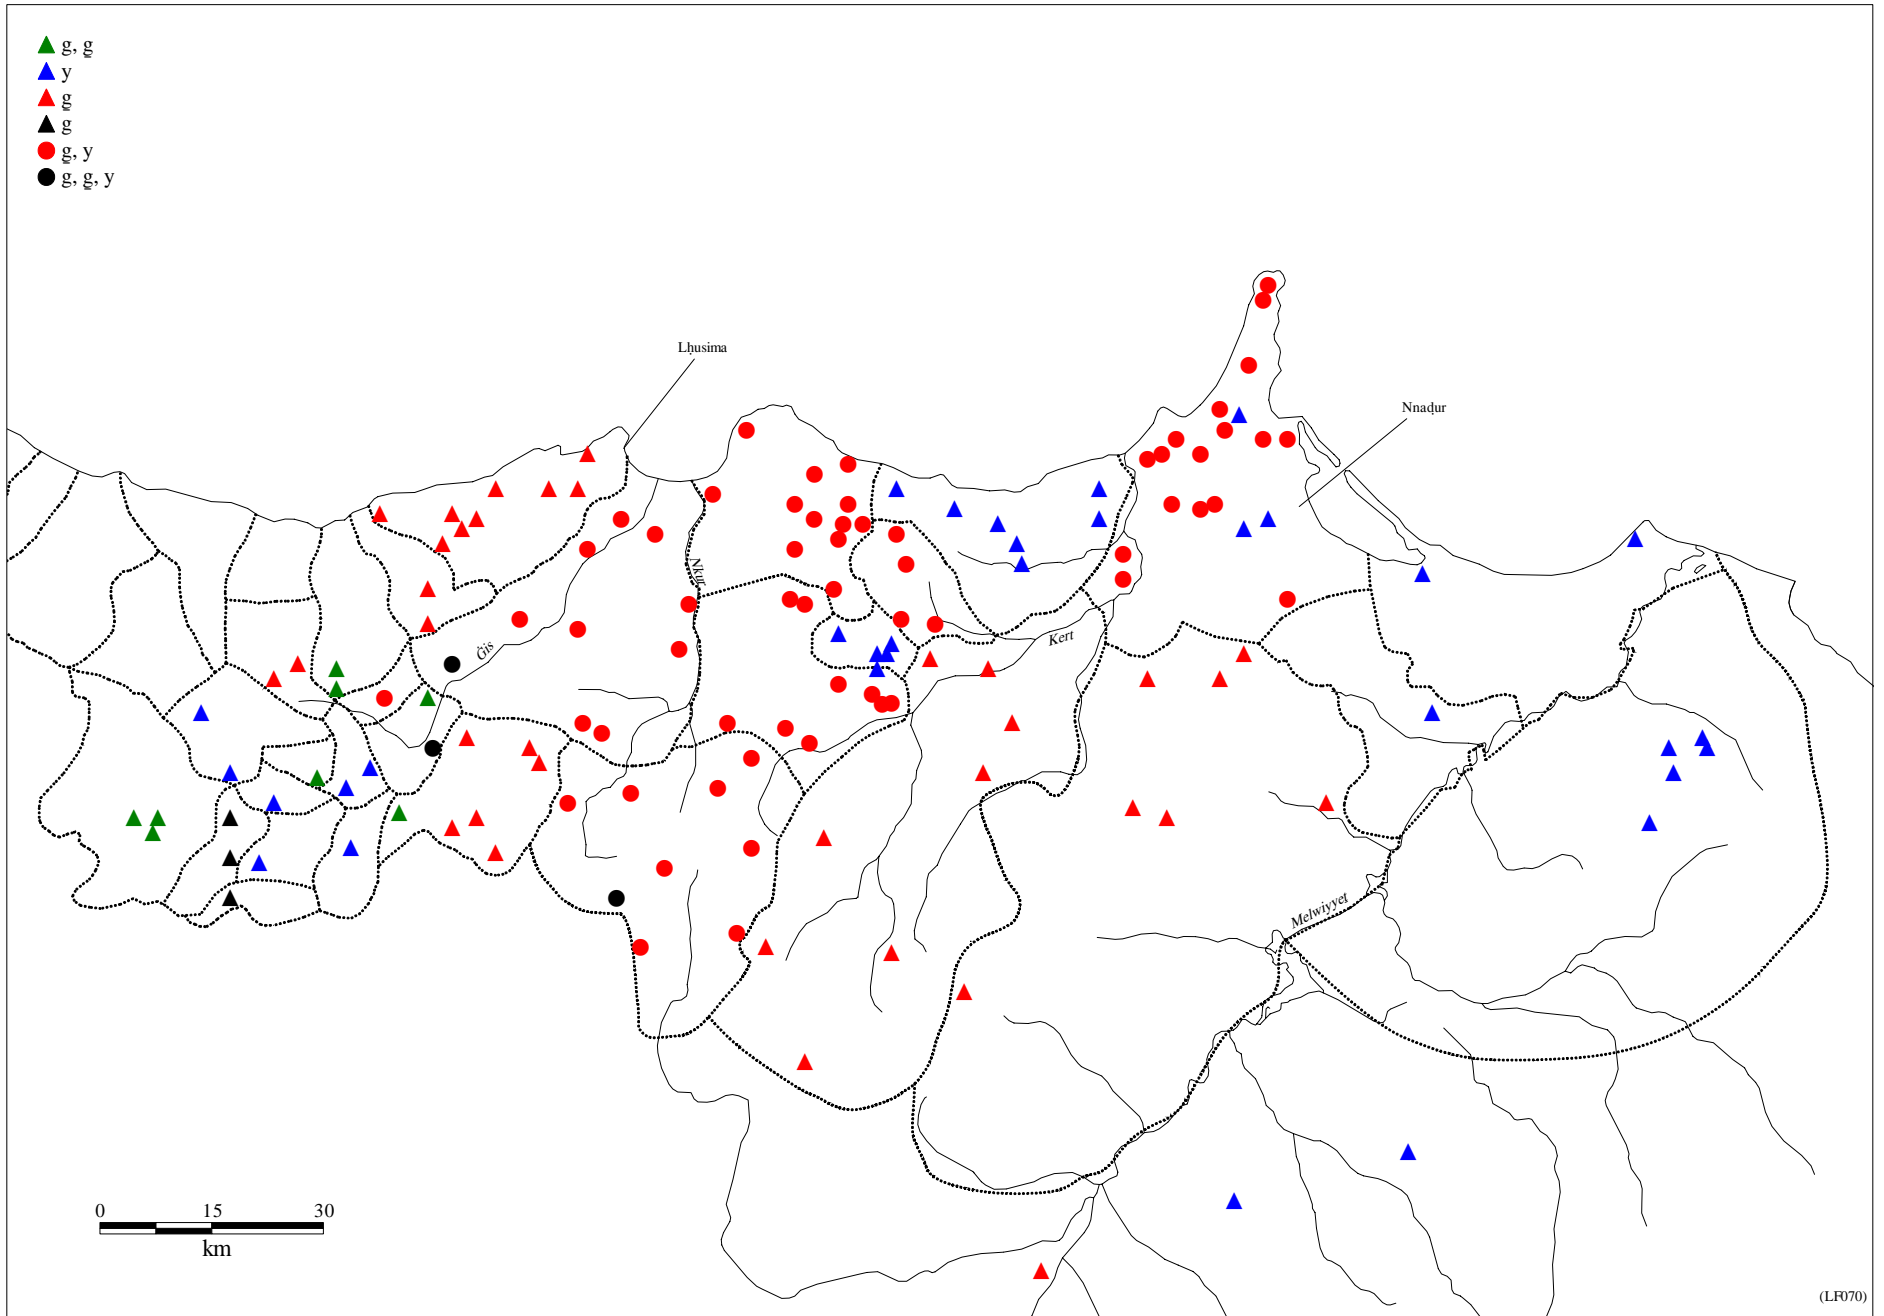 g, g̱
y
g̱
g
g̱, y
g, g̱, y
Lḥusima
Nnaḍur
Nkur
Ġis
Kert
Melwiyyet
0 15 30
km
(LF070)